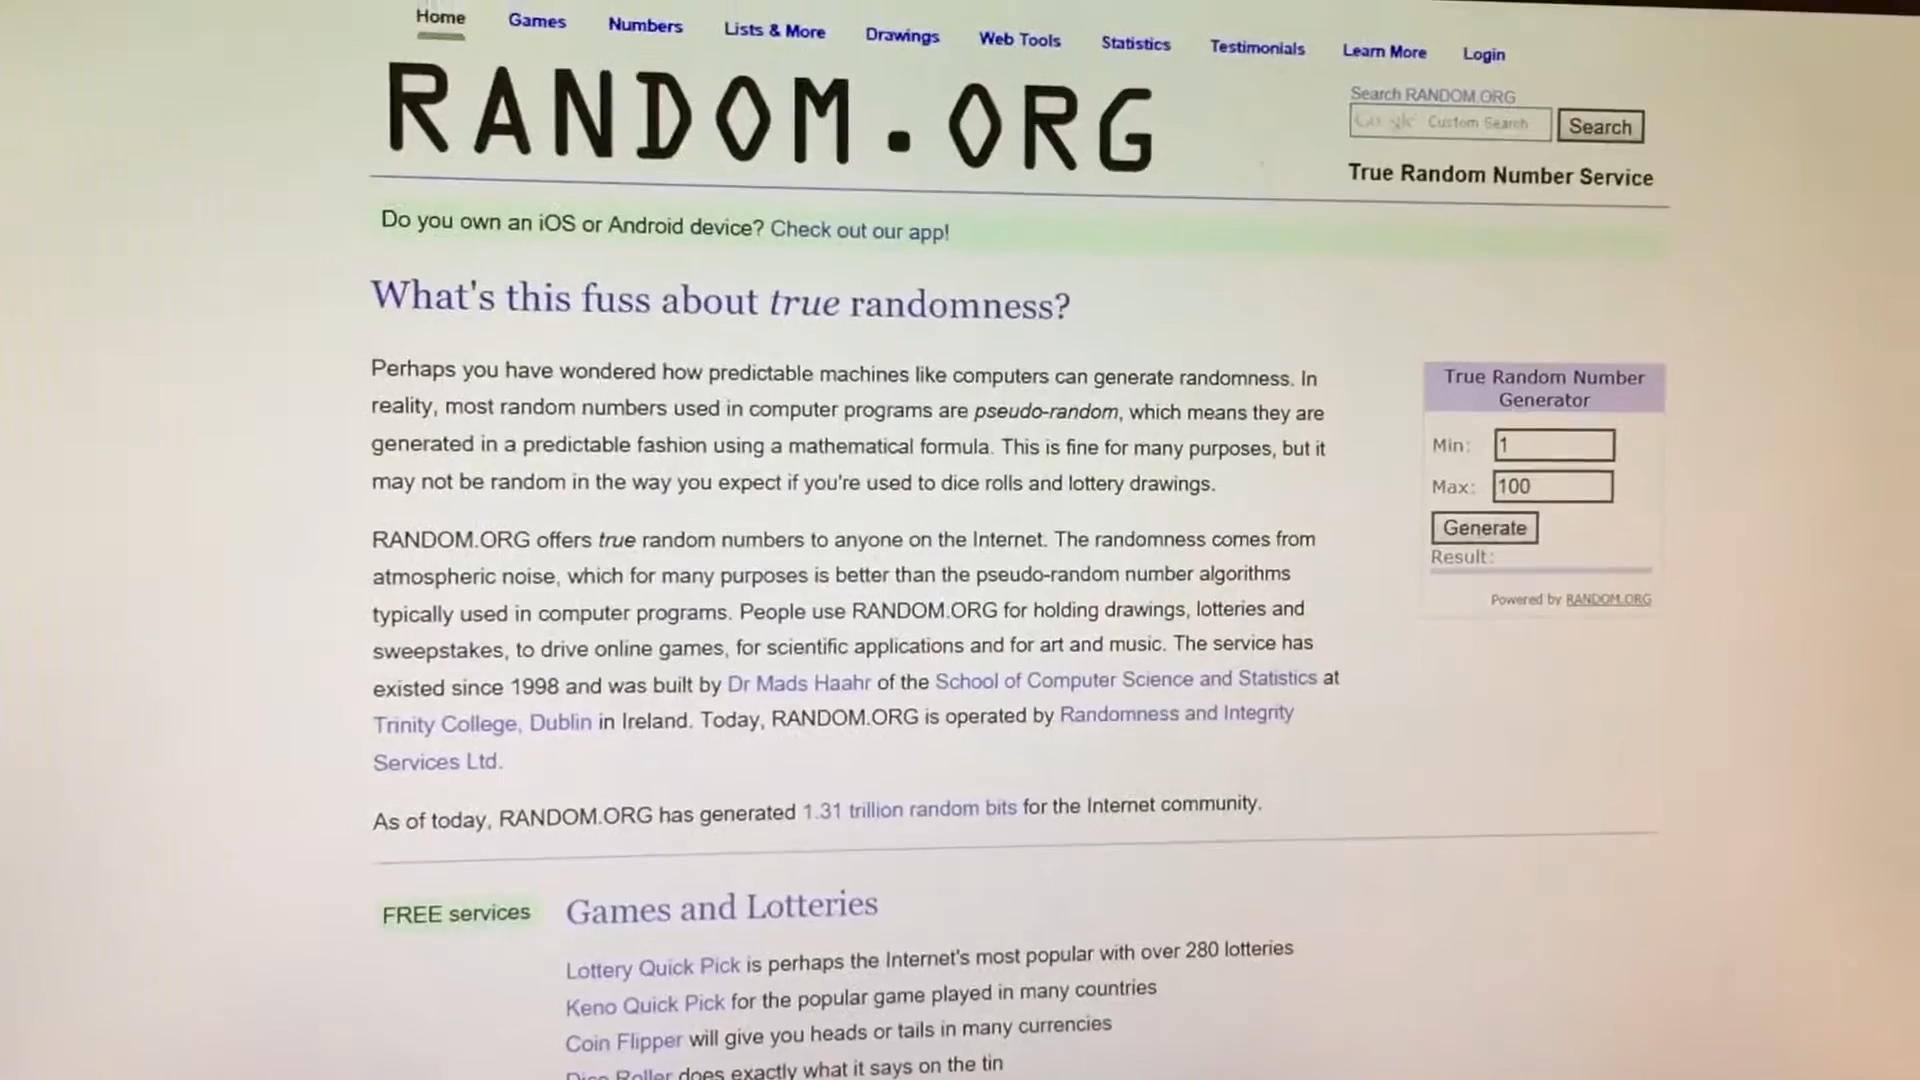 Home Games Numbers Lists & More Drawings Web Tools Statistics Testimonials Learn More Login
RANDOM.ORG
Search RANDOM.ORG
Google Custom Search Search
True Random Number Service
Do you own an iOS or Android device? Check out our app!
What's this fuss about true randomness?
Perhaps you have wondered how predictable machines like computers can generate randomness. In
reality, most random numbers used in computer programs are pseudo-random, which means they are
generated in a predictable fashion using a mathematical formula. This is fine for many purposes, but it
may not be random in the way you expect if you're used to dice rolls and lottery drawings.
RANDOM.ORG offers true random numbers to anyone on the Internet. The randomness comes from
atmospheric noise, which for many purposes is better than the pseudo-random number algorithms
typically used in computer programs. People use RANDOM.ORG for holding drawings, lotteries and
sweepstakes, to drive online games, for scientific applications and for art and music. The service has
existed since 1998 and was built by Dr Mads Haahr of the School of Computer Science and Statistics at
Trinity College, Dublin in Ireland. Today, RANDOM.ORG is operated by Randomness and Integrity
Services Ltd.
As of today, RANDOM.ORG has generated 1.31 trillion random bits for the Internet community.
True Random Number
Generator
Min: 1
Max: 100
Generate
Result:
Powered by RANDOM.ORG
FREE services
Games and Lotteries
Lottery Quick Pick is perhaps the Internet's most popular with over 280 lotteries
Keno Quick Pick for the popular game played in many countries
Coin Flipper will give you heads or tails in many currencies
Dice Roller does exactly what it says on the tin